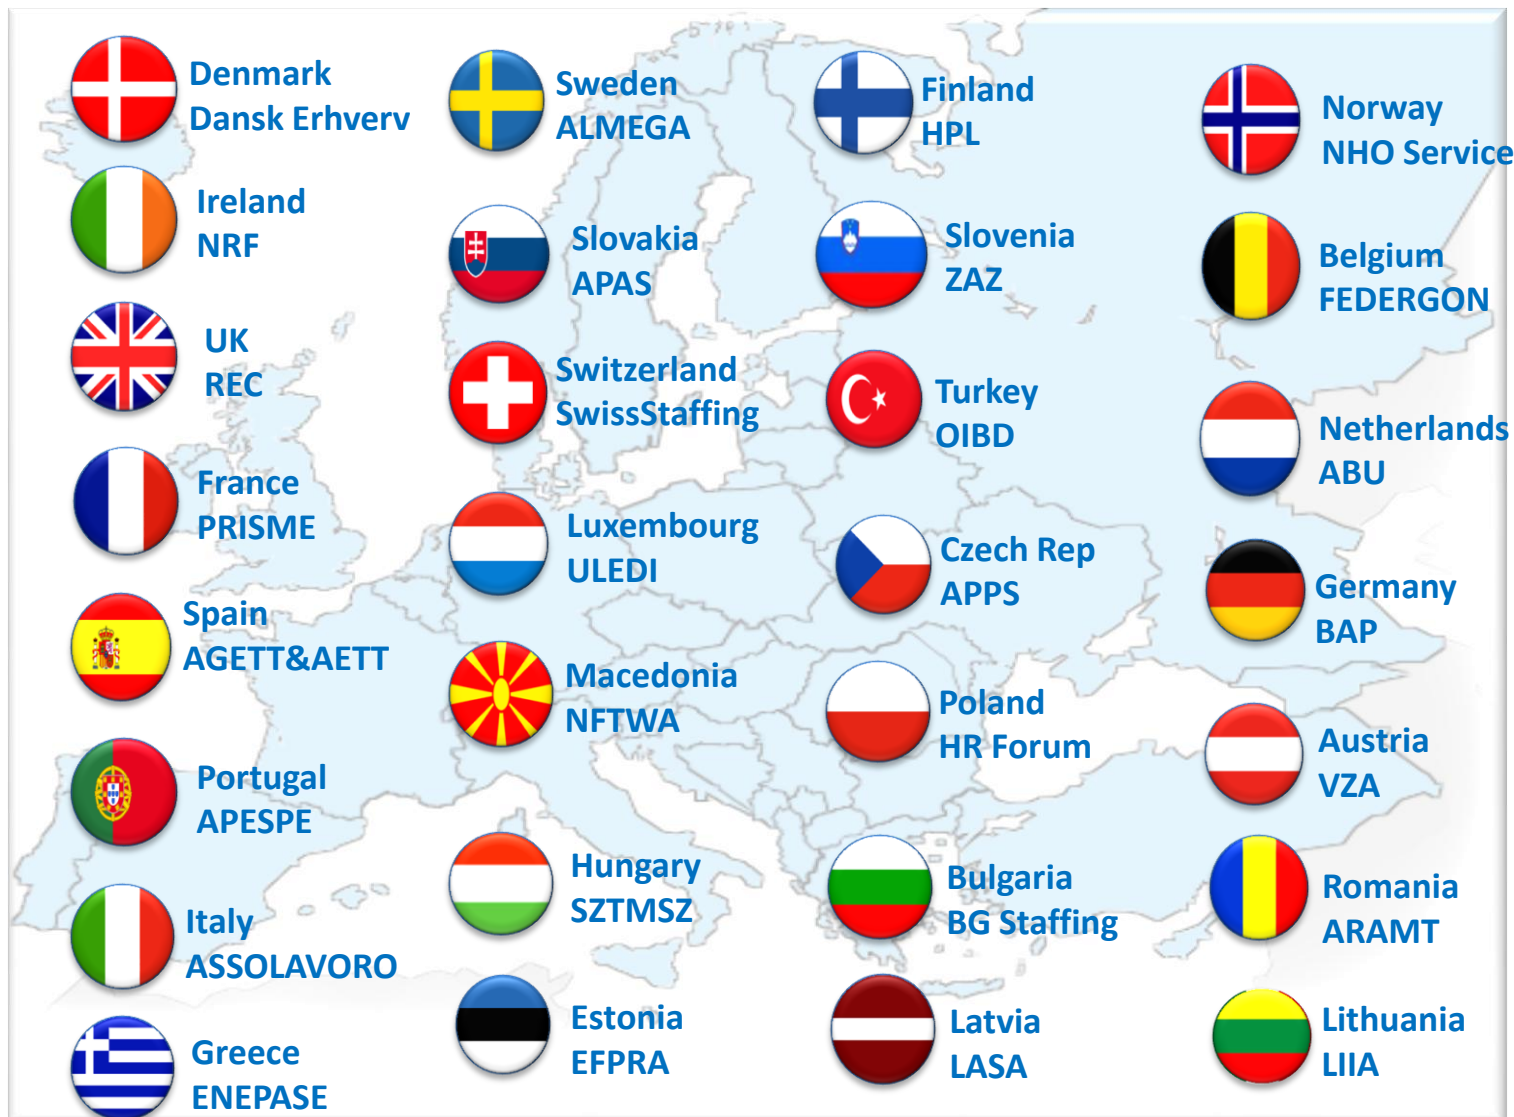 Denmark
Dansk Erhverv
Sweden
ALMEGA
Finland
HPL
Norway
NHO Service
Ireland
NRF
Slovakia
APAS
Slovenia
ZAZ
Belgium
FEDERGON
UK
REC
Switzerland
SwissStaffing
Turkey
OIBD
Netherlands
ABU
France
PRISME
Luxembourg
ULEDI
Czech Rep
APPS
Germany
BAP
Spain
AGETT&AETT
Macedonia
NFTWA
Poland
HR Forum
Austria
VZA
Portugal
APESPE
Hungary
SZTMSZ
Bulgaria
BG Staffing
Romania
ARAMT
Italy
ASSOLAVORO
Estonia
EFPRA
Latvia
LASA
Lithuania
LIIA
Greece
ENEPASE